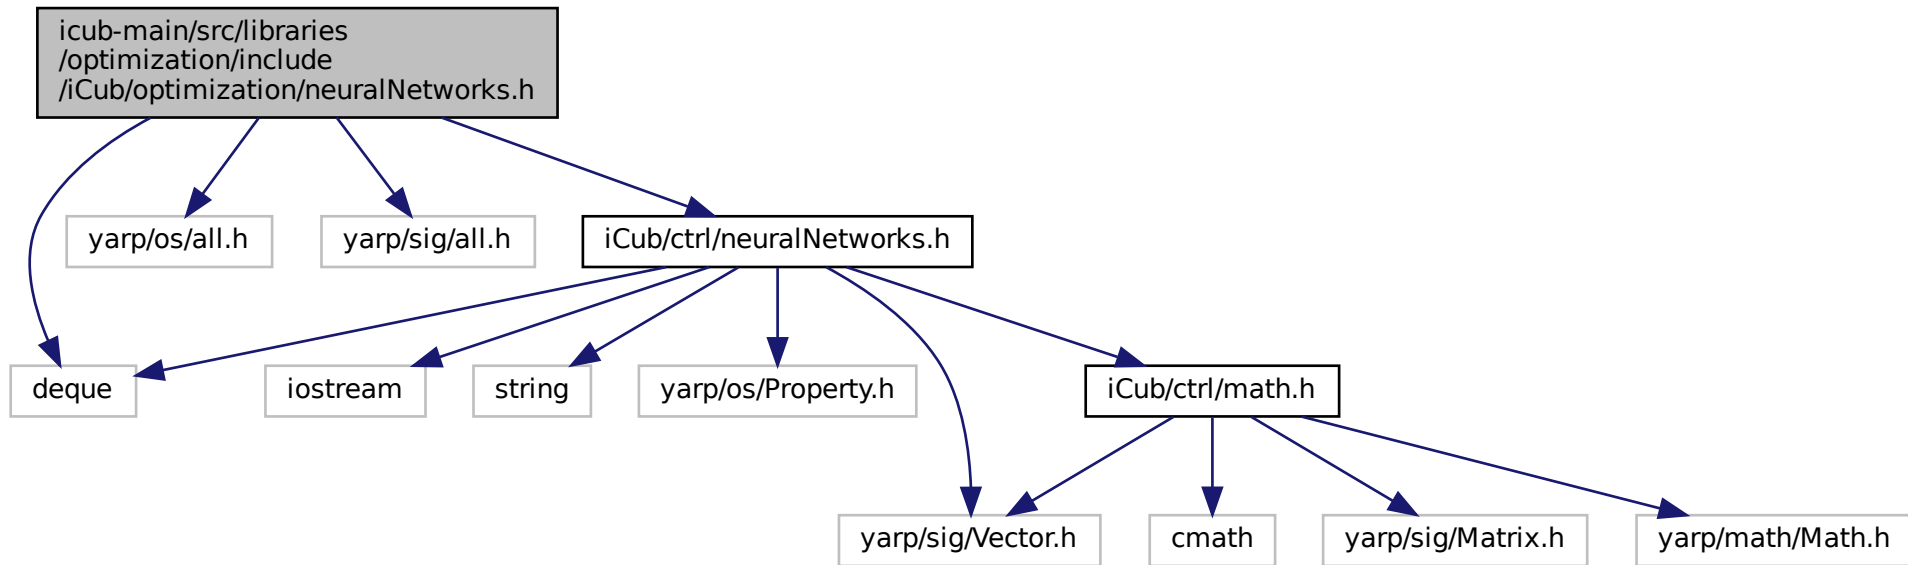 icub-main/src/libraries
/optimization/include
/iCub/optimization/neuralNetworks.h
yarp/os/all.h
yarp/sig/all.h
iCub/ctrl/neuralNetworks.h
deque
iostream
string
yarp/os/Property.h
iCub/ctrl/math.h
yarp/sig/Vector.h
cmath
yarp/sig/Matrix.h
yarp/math/Math.h